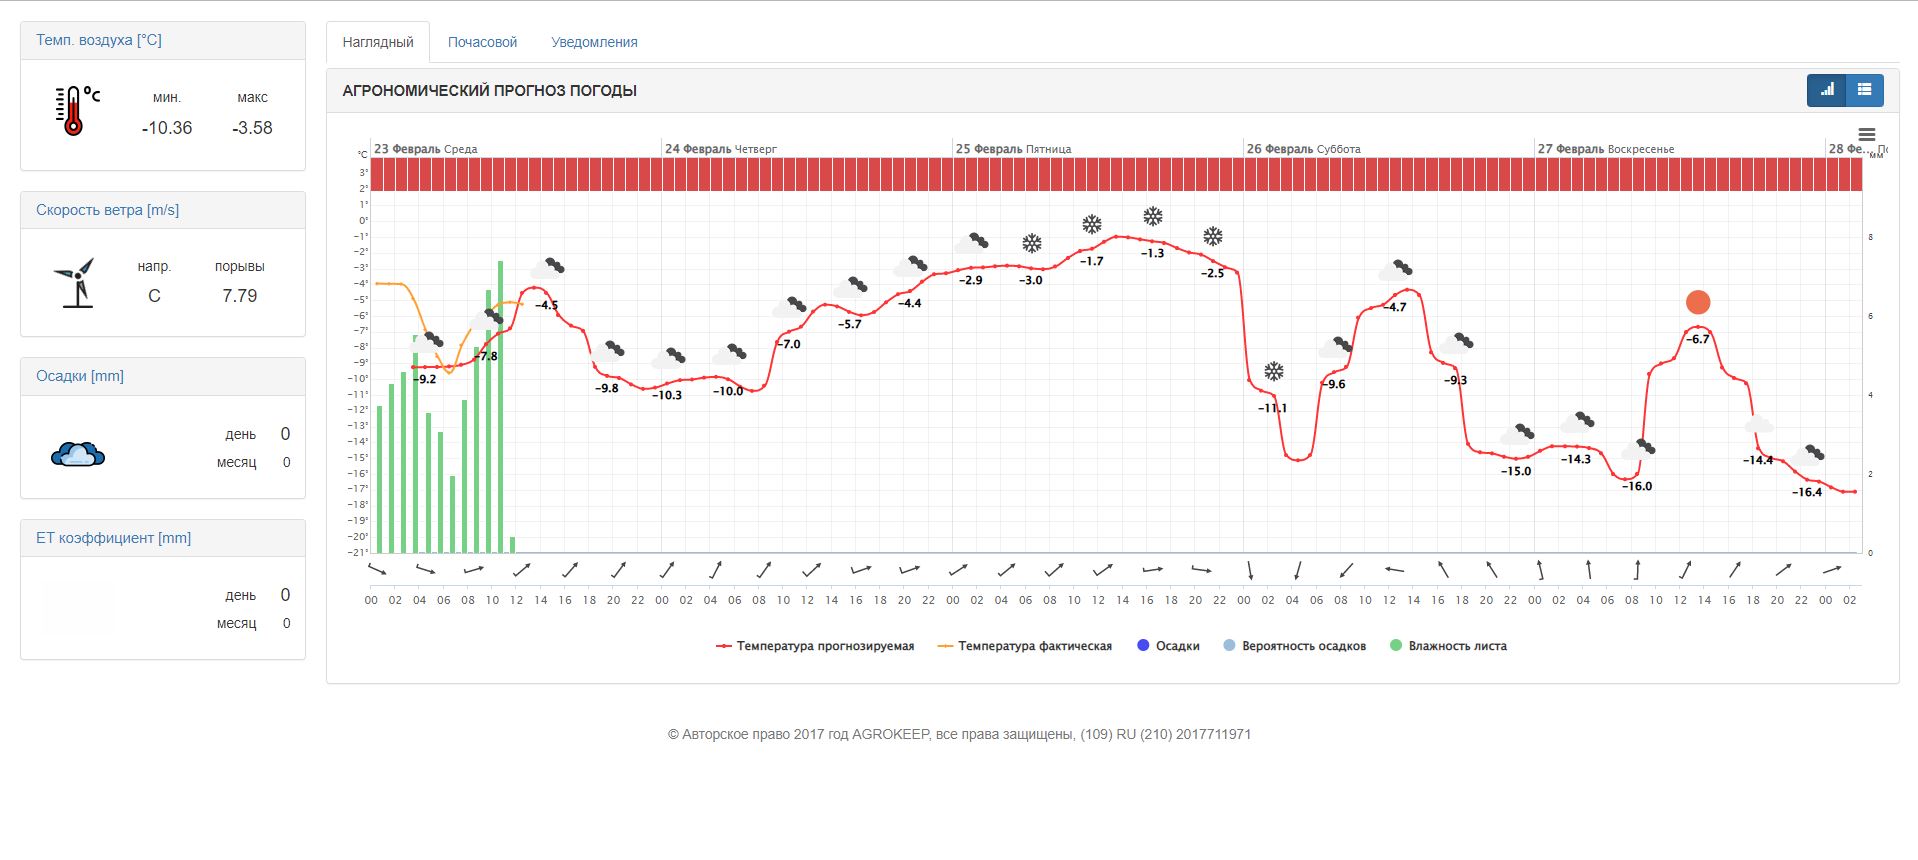 Темп. воздуха [°C]
мин. макс
-10.36 -3.58
Скорость ветра [m/s]
напр. порывы
С 7.79
Осадки [mm]
день 0
месяц 0
ЕТ коэффициент [mm]
день 0
месяц 0
Наглядный Почасовой Уведомления
АГРОНОМИЧЕСКИЙ ПРОГНОЗ ПОГОДЫ
23 Февраль Среда 24 Февраль Четверг 25 Февраль Пятница 26 Февраль Суббота 27 Февраль Воскресенье 28 Фе...
°C мм
3°
2°
1°
0°
−1° 8
−2°
−3°
−4°
−5°
−6° 6
−7°
−8°
−9°
−10°
−11° 4
−12°
−13°
−14°
−15°
−16° 2
−17°
−18°
−19°
−20°
−21° 0
−9.2 −7.8 −4.5 −9.8 −10.3 −10.0 −7.0 −5.7 −4.4 −2.9 −3.0 −1.7 −1.3 −2.5 −11.1 −9.6 −4.7 −9.3 −15.0 −14.3 −16.0 −6.7 −14.4 −16.4
00 02 04 06 08 10 12 14 16 18 20 22 00 02 04 06 08 10 12 14 16 18 20 22 00 02 04 06 08 10 12 14 16 18 20 22 00 02 04 06 08 10 12 14 16 18 20 22 00 02 04 06 08 10 12 14 16 18 20 22 00 02
Температура прогнозируемая Температура фактическая Осадки Вероятность осадков Влажность листа
© Авторское право 2017 год AGROKEEP, все права защищены, (109) RU (210) 2017711971